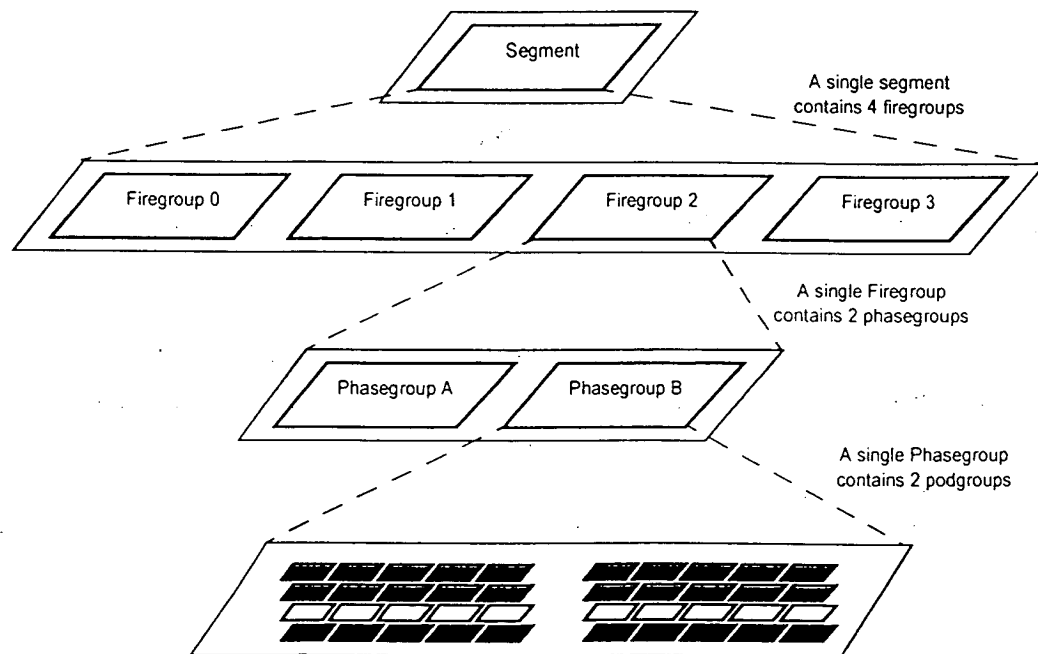 Segment
A single segment
contains 4 firegroups
Firegroup 0
Firegroup 1
Firegroup 2
Firegroup 3
A single Firegroup
contains 2 phasegroups
Phasegroup A
Phasegroup B
A single Phasegroup
contains 2 podgroups